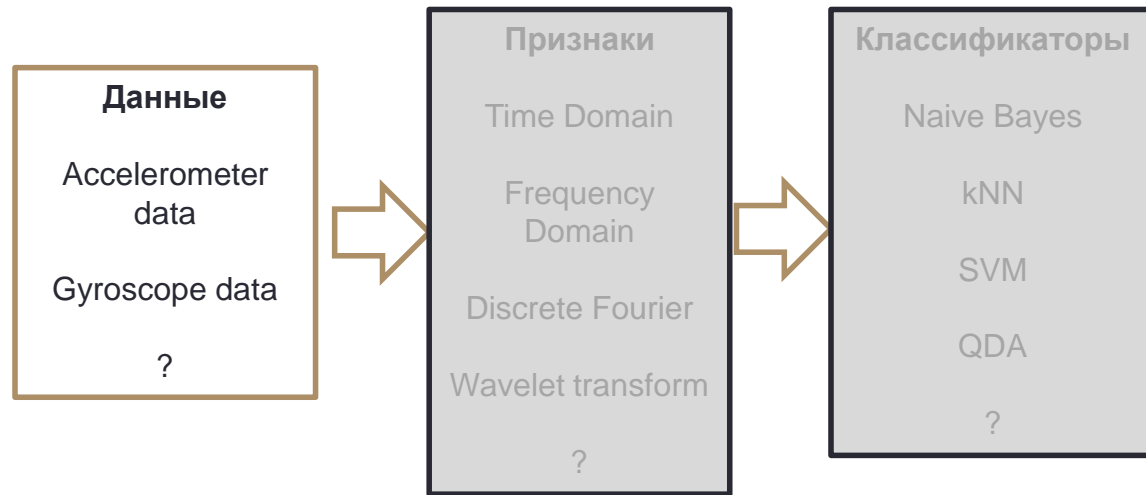 Данные
Accelerometer
data
Gyroscope data
?
Признаки
Time Domain
Frequency
Domain
Discrete Fourier
Wavelet transform
?
Классификаторы
Naive Bayes
kNN
SVM
QDA
?